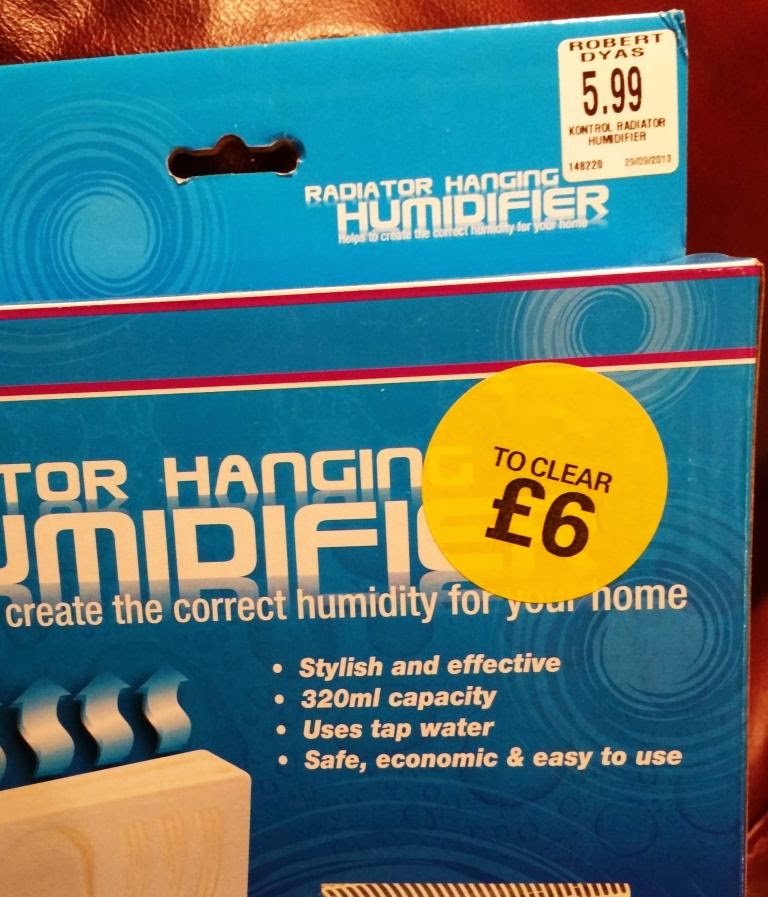 ROBERT
DYAS
5.99
KONTROL RADIATOR
HUMIDIFIER
148220 29/09/2013
RADIATOR HANGING
HUMIDIFIER
Helps to create the correct humidity for your home
TOR HANGING
UMIDIFI
TO CLEAR
£6
create the correct humidity for your home
• Stylish and effective
• 320ml capacity
• Uses tap water
• Safe, economic & easy to use